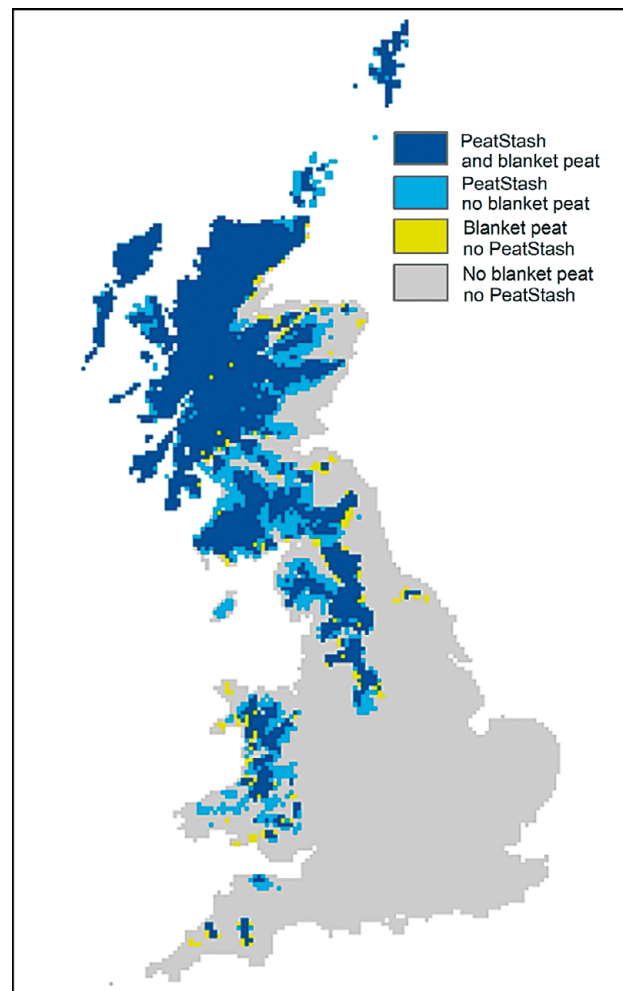 PeatStash
and blanket peat
PeatStash
no blanket peat
Blanket peat
no PeatStash
No blanket peat
no PeatStash